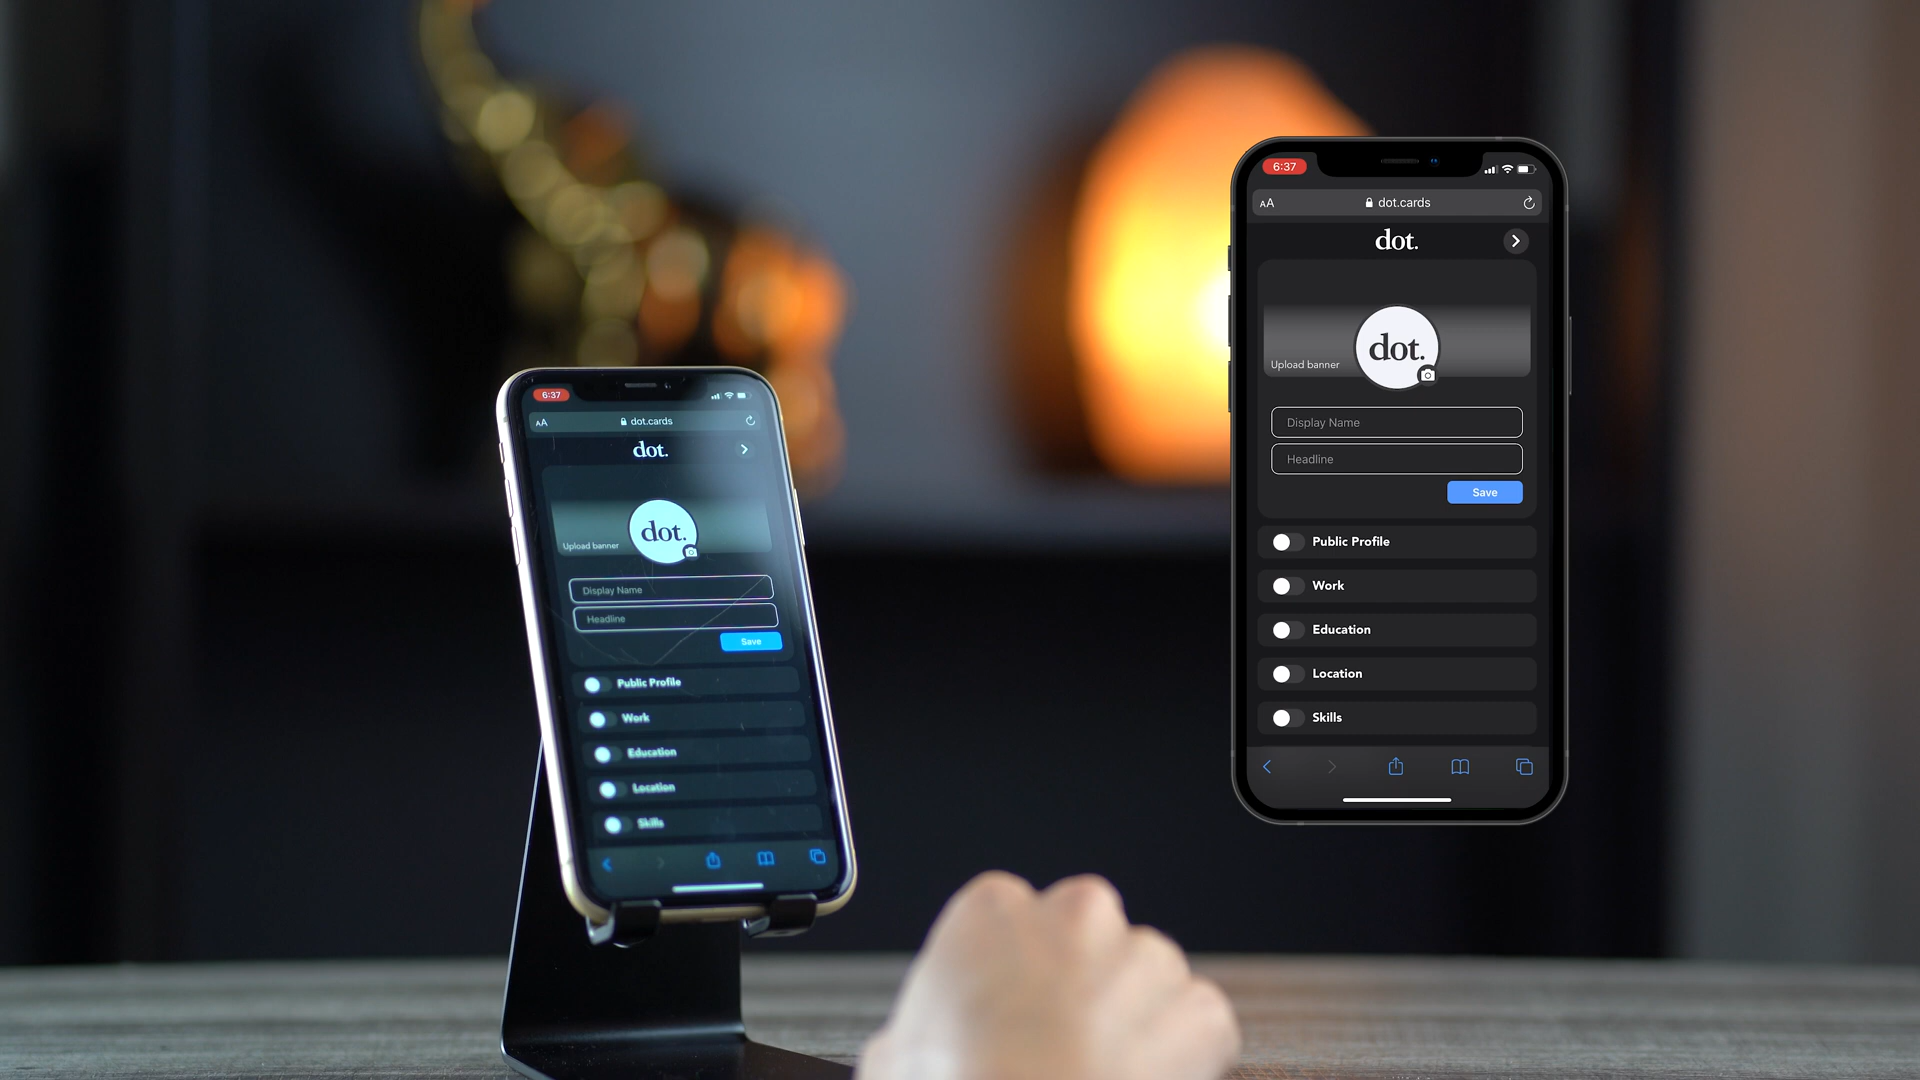 6:37
AA dot.cards
dot.
dot.
Upload banner
Display Name
Headline
Save
Public Profile
Work
Education
Location
Skills
6:37
AA dot.cards
dot.
dot.
Upload banner
Display Name
Headline
Save
Public Profile
Work
Education
Location
Skills